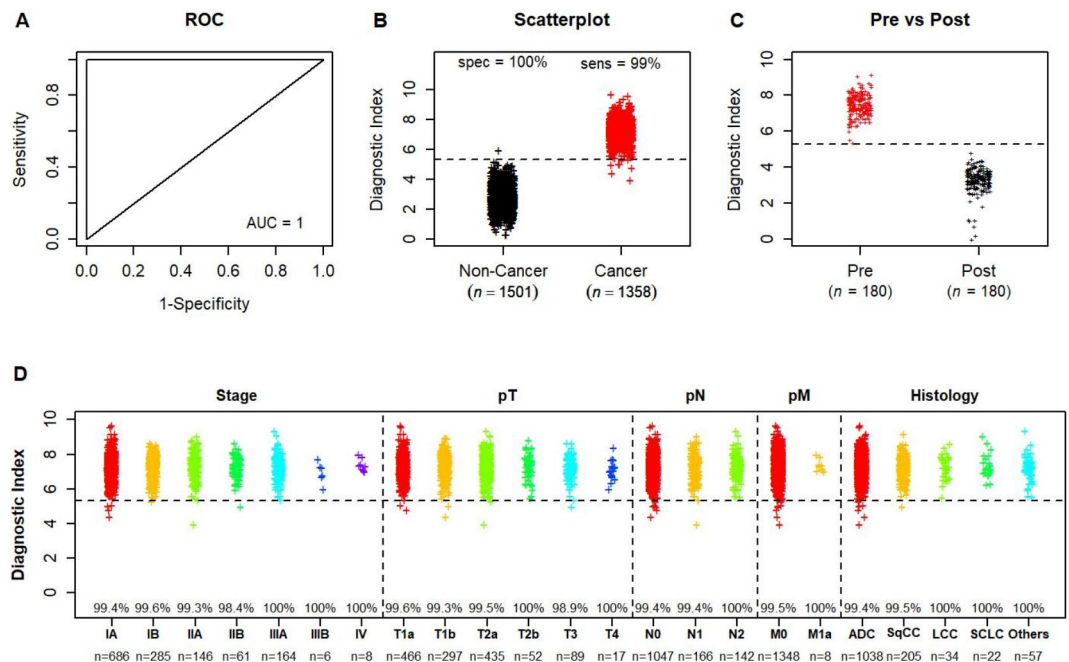 A ROC
Sensitivity
0.8
0.4
0.0
AUC = 1
0.0 0.2 0.4 0.6 0.8 1.0
1-Specificity
B Scatterplot
spec = 100% sens = 99%
Diagnostic Index
10
8
6
4
2
0
Non-Cancer Cancer
(n = 1501) (n = 1358)
C Pre vs Post
Diagnostic Index
10
8
6
4
2
0
Pre Post
(n = 180) (n = 180)
D
Stage pT pN pM Histology
Diagnostic Index
10
8
6
4
2
0
99.4% 99.6% 99.3% 98.4% 100% 100% 100% 99.6% 99.3% 99.5% 100% 98.9% 100% 99.4% 99.4% 100% 99.5% 100% 99.4% 99.5% 100% 100% 100%
IA IB IIA IIB IIIA IIIB IV T1a T1b T2a T2b T3 T4 N0 N1 N2 M0 M1a ADC SqCC LCC SCLC Others
n=686 n=285 n=146 n=61 n=164 n=6 n=8 n=466 n=297 n=435 n=52 n=89 n=17 n=1047 n=166 n=142 n=1348 n=8 n=1038 n=205 n=34 n=22 n=57